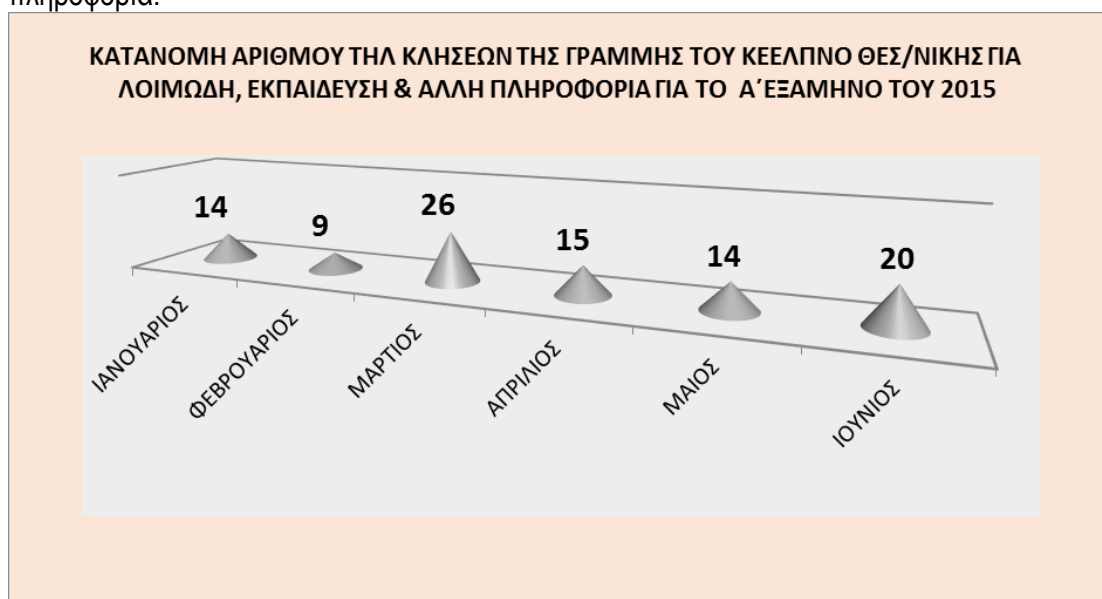 πληροφορία.
ΚΑΤΑΝΟΜΗ ΑΡΙΘΜΟΥ ΤΗΛ ΚΛΗΣΕΩΝ ΤΗΣ ΓΡΑΜΜΗΣ ΤΟΥ ΚΕΕΛΠΝΟ ΘΕΣ/ΝΙΚΗΣ ΓΙΑ
ΛΟΙΜΩΔΗ, ΕΚΠΑΙΔΕΥΣΗ & ΑΛΛΗ ΠΛΗΡΟΦΟΡΙΑ ΓΙΑ ΤΟ Α΄ΕΞΑΜΗΝΟ ΤΟΥ 2015
14
9
26
15
14
20
ΙΑΝΟΥΑΡΙΟΣ
ΦΕΒΡΟΥΑΡΙΟΣ
ΜΑΡΤΙΟΣ
ΑΠΡΙΛΙΟΣ
ΜΑΙΟΣ
ΙΟΥΝΙΟΣ